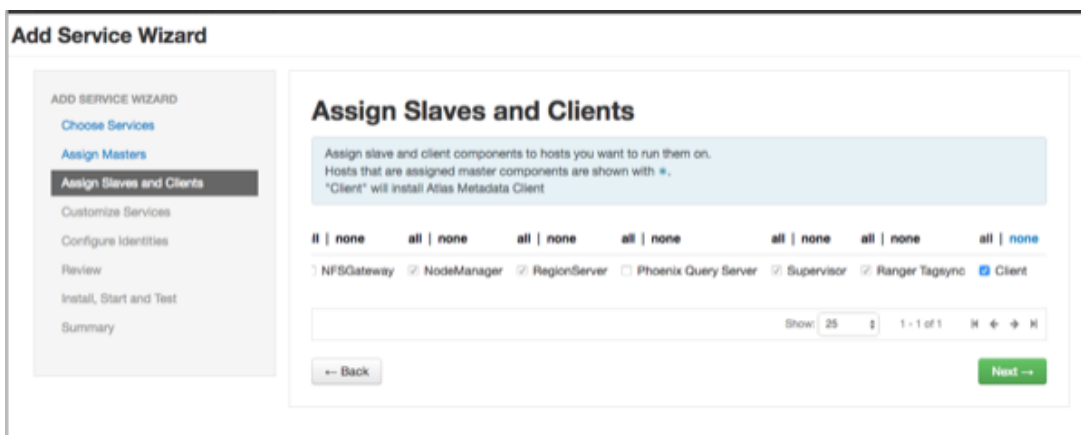 Add Service Wizard
ADD SERVICE WIZARD
Choose Services
Assign Masters
Assign Slaves and Clients
Customize Services
Configure Identities
Review
Install, Start and Test
Summary
Assign Slaves and Clients
Assign slave and client components to hosts you want to run them on.
Hosts that are assigned master components are shown with *.
"Client" will install Atlas Metadata Client
ll | none all | none all | none all | none all | none all | none all | none
NFSGateway NodeManager RegionServer Phoenix Query Server Supervisor Ranger Tagsync Client
Show: 25 1 - 1 of 1
← Back Next →